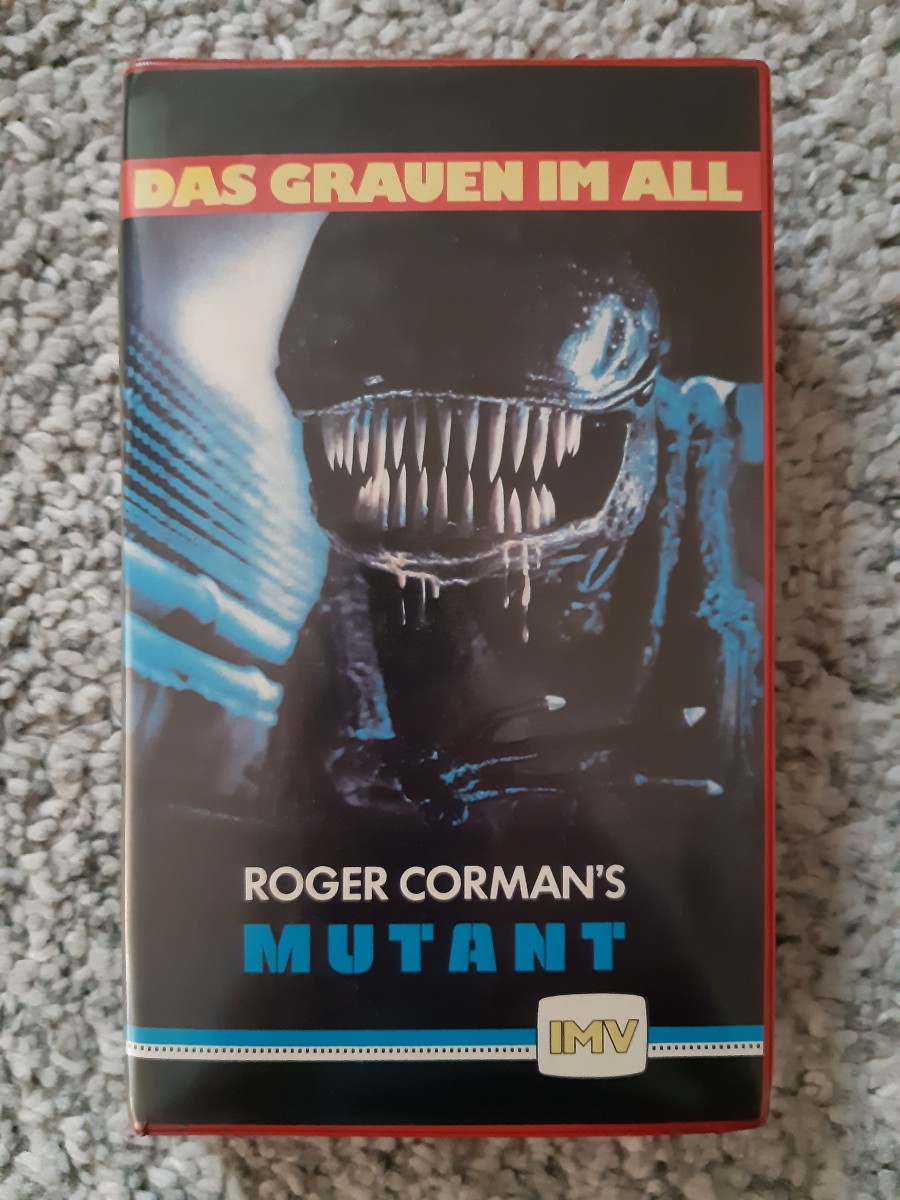 DAS GRAUEN IM ALL
ROGER CORMAN'S
MUTANT
IMV